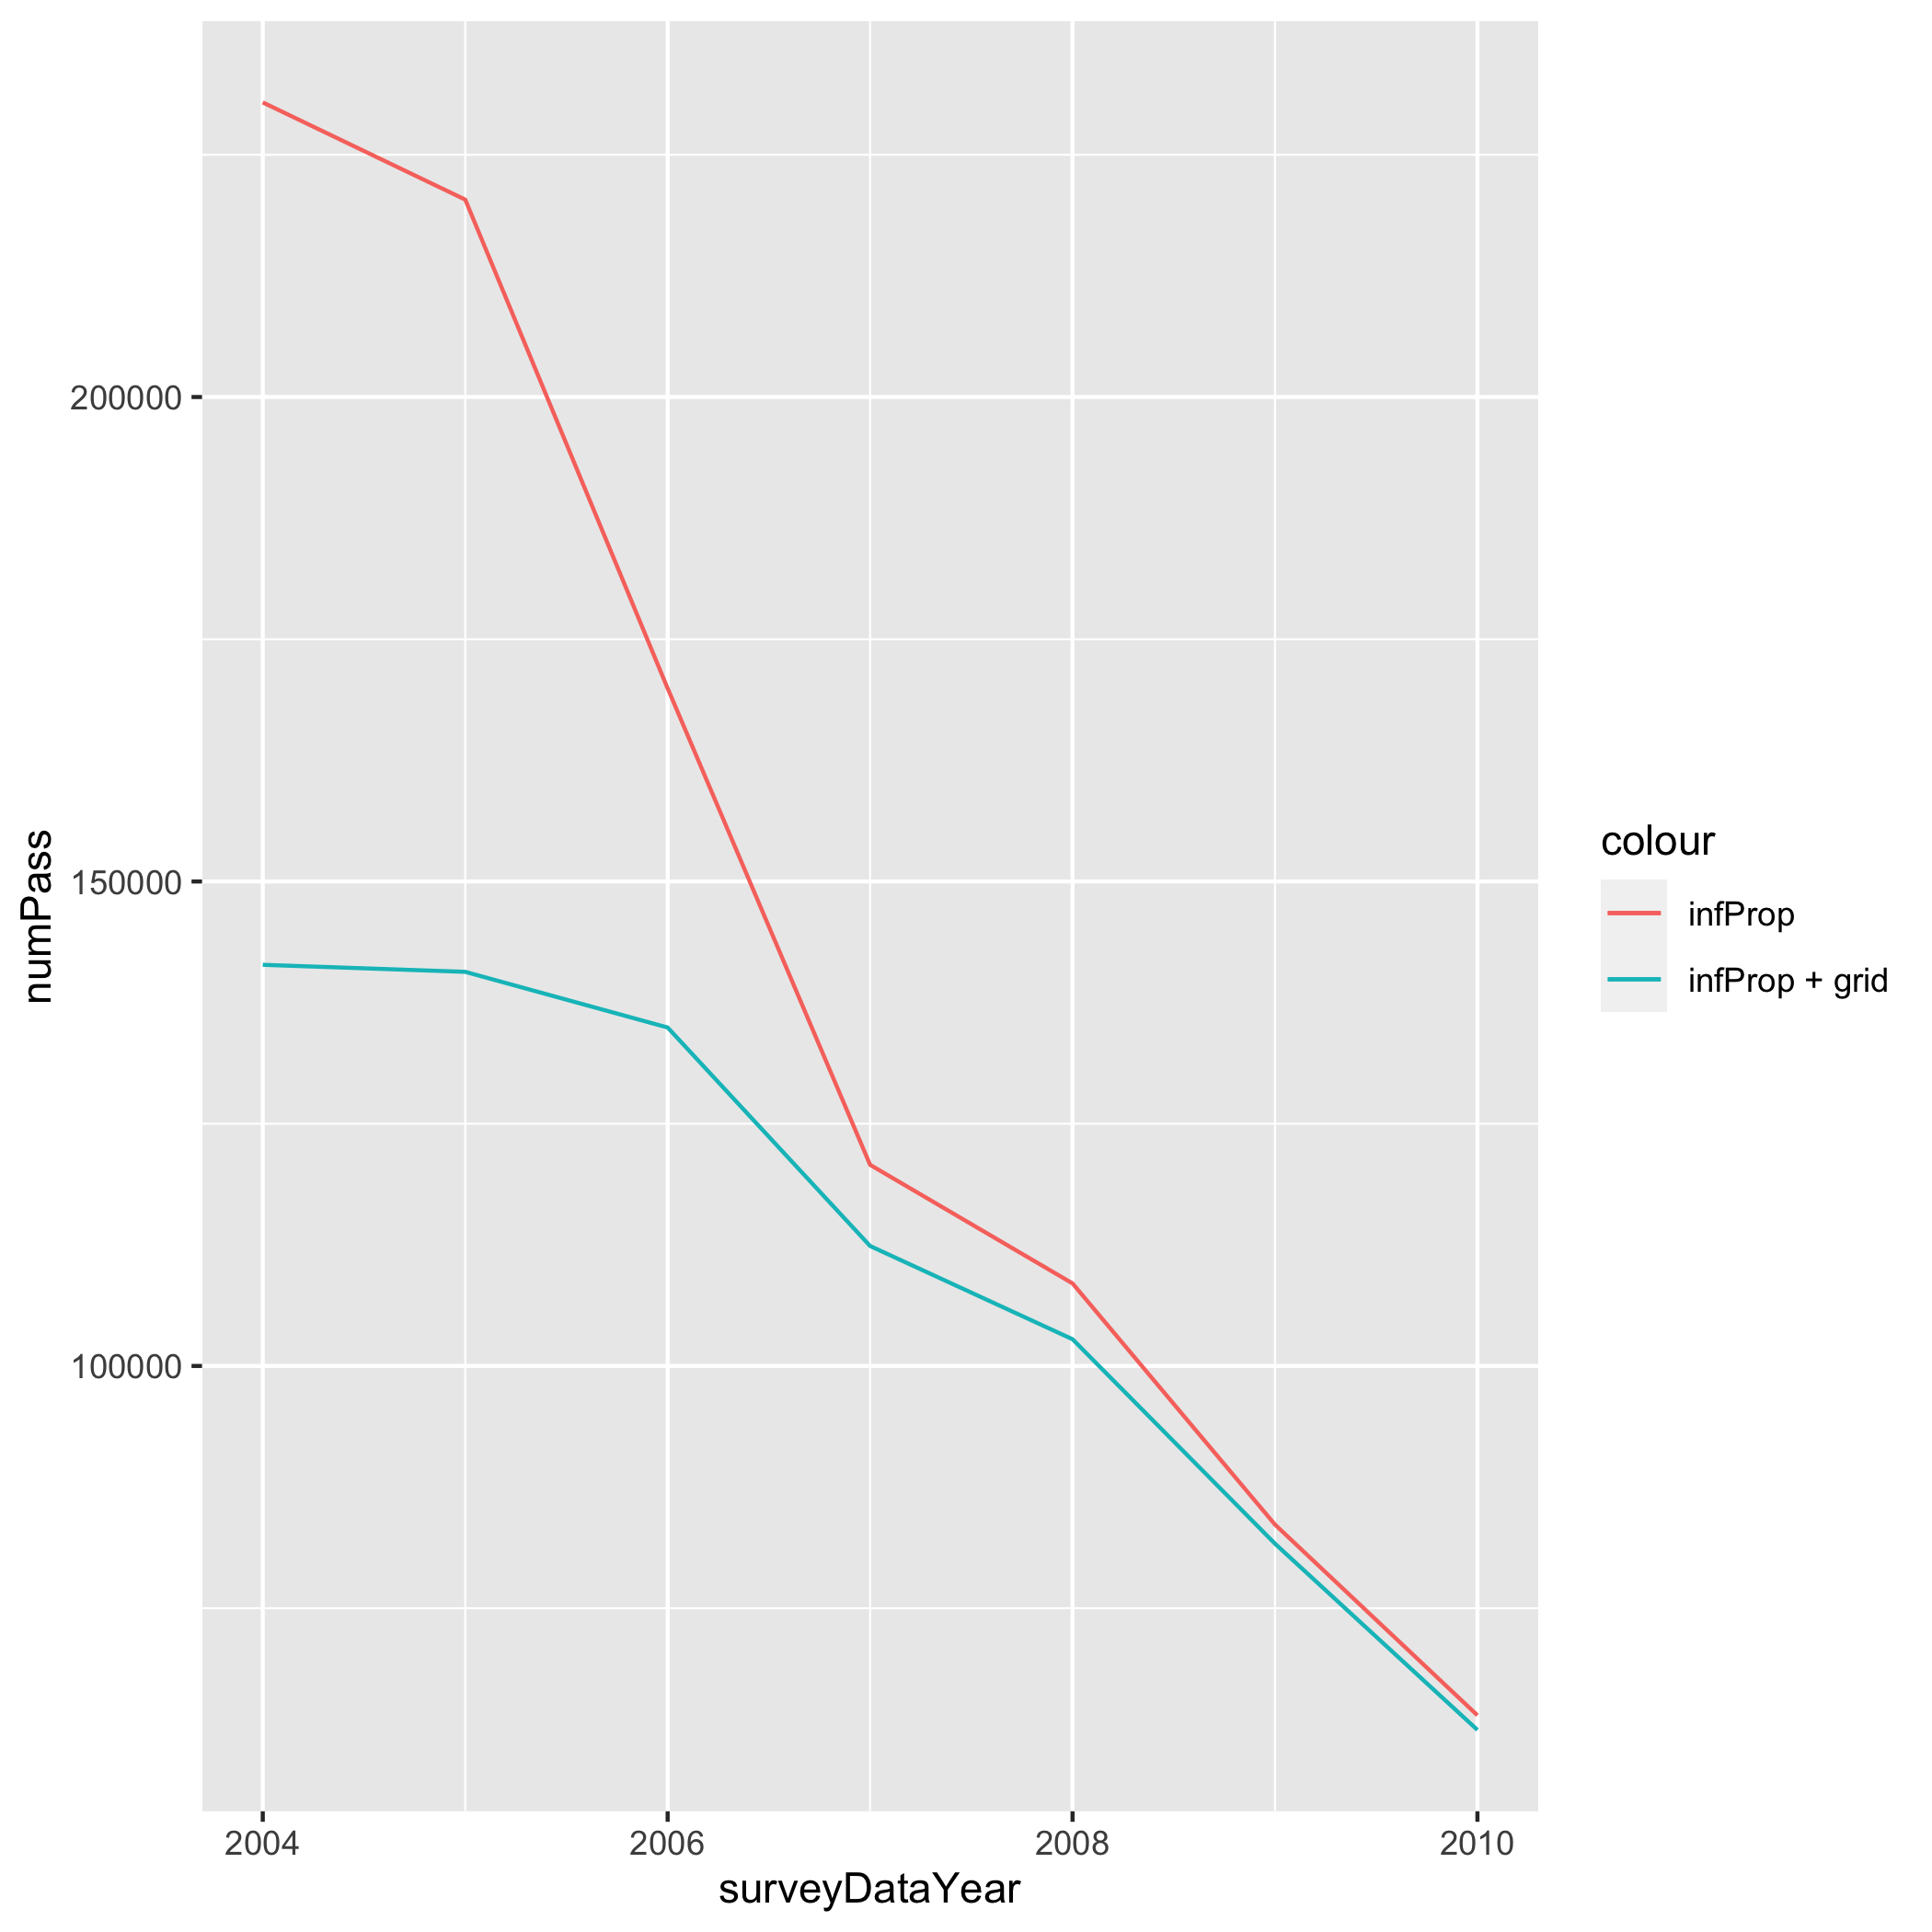 200000
150000
100000
numPass
2004 2006 2008 2010
surveyDataYear
colour
infProp
infProp + grid